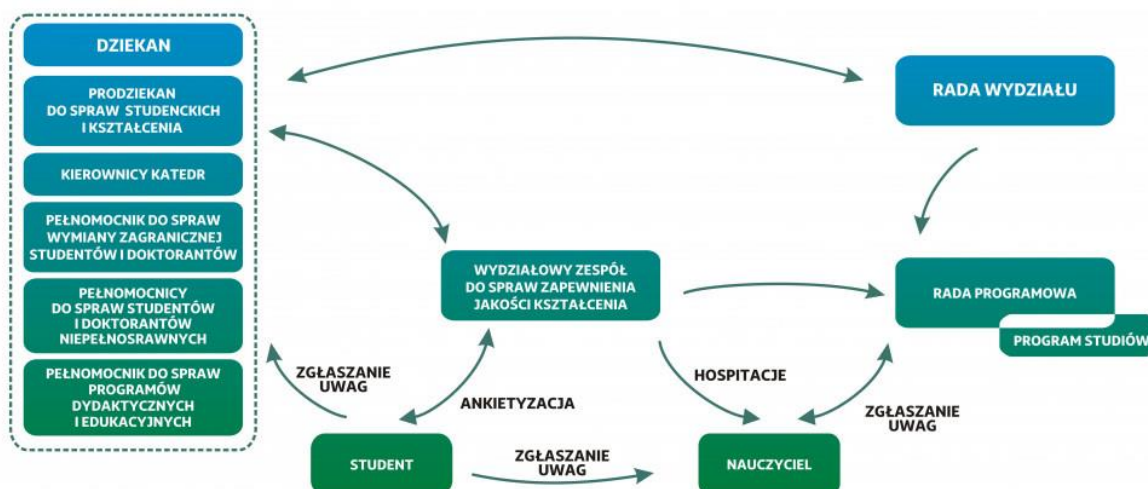 DZIEKAN
PRODZIEKAN
DO SPRAW STUDENCKICH
I KSZTAŁCENIA
KIEROWNICY KATEDR
PEŁNOMOCNIK DO SPRAW
WYMIANY ZAGRANICZNEJ
STUDENTÓW I DOKTORANTÓW
PEŁNOMOCNICY
DO SPRAW STUDENTÓW
I DOKTORANTÓW
NIEPEŁNOSRAWNYCH
PEŁNOMOCNIK DO SPRAW
PROGRAMÓW
DYDAKTYCZNYCH
I EDUKACYJNYCH
RADA WYDZIAŁU
WYDZIAŁOWY ZESPÓŁ
DO SPRAW ZAPEWNIENIA
JAKOŚCI KSZTAŁCENIA
RADA PROGRAMOWA
PROGRAM STUDIÓW
ZGŁASZANIE
UWAG
ANKIETYZACJA
HOSPITACJE
ZGŁASZANIE
UWAG
STUDENT
ZGŁASZANIE
UWAG
NAUCZYCIEL